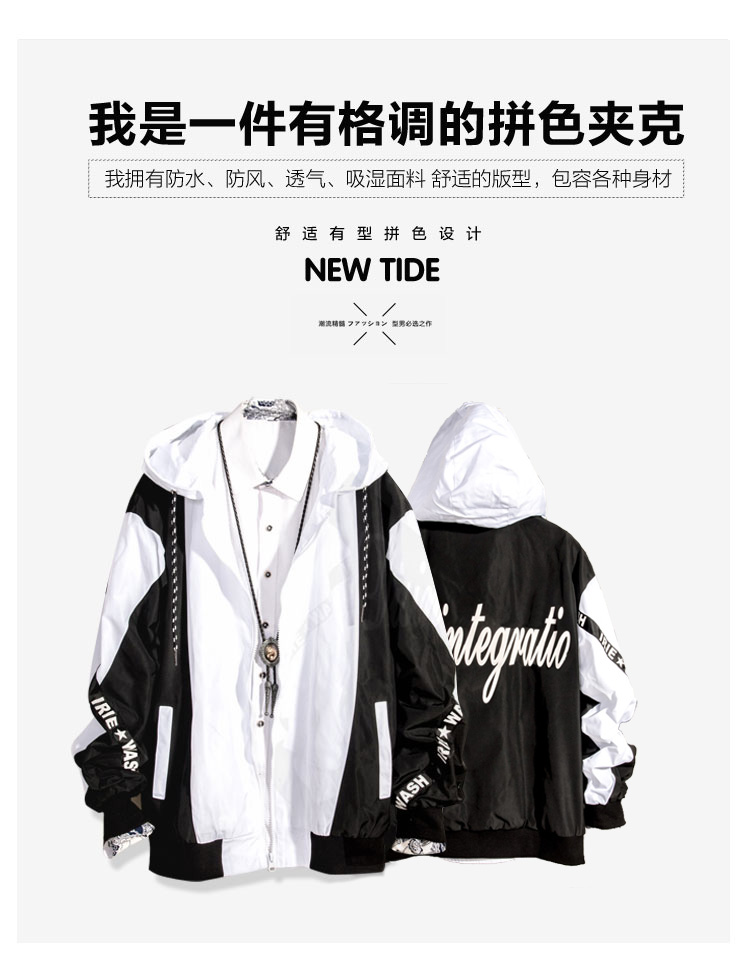 我是一件有格调的拼色夹克
我拥有防水、防风、透气、吸湿面料 舒适的版型，包容各种身材
舒适有型拼色设计
NEW TIDE
潮流精髓 ファッション 型男必选之作
integratio
H IRIE★
IRIE★WAS
IRIE★WA
WASH